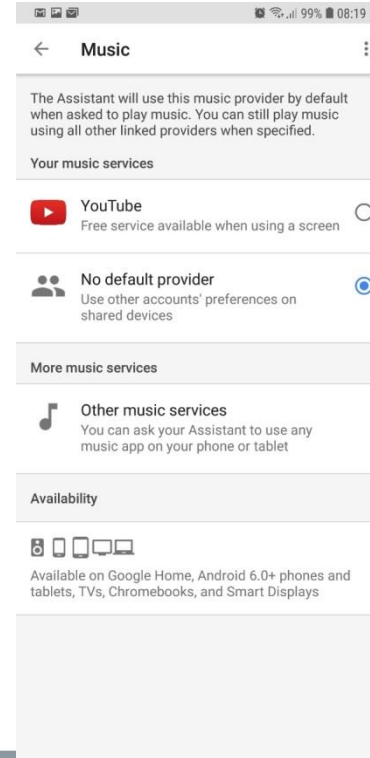 99% 08:19
Music
The Assistant will use this music provider by default
when asked to play music. You can still play music
using all other linked providers when specified.
Your music services
YouTube
Free service available when using a screen
No default provider
Use other accounts' preferences on
shared devices
More music services
Other music services
You can ask your Assistant to use any
music app on your phone or tablet
Availability
Available on Google Home, Android 6.0+ phones and
tablets, TVs, Chromebooks, and Smart Displays